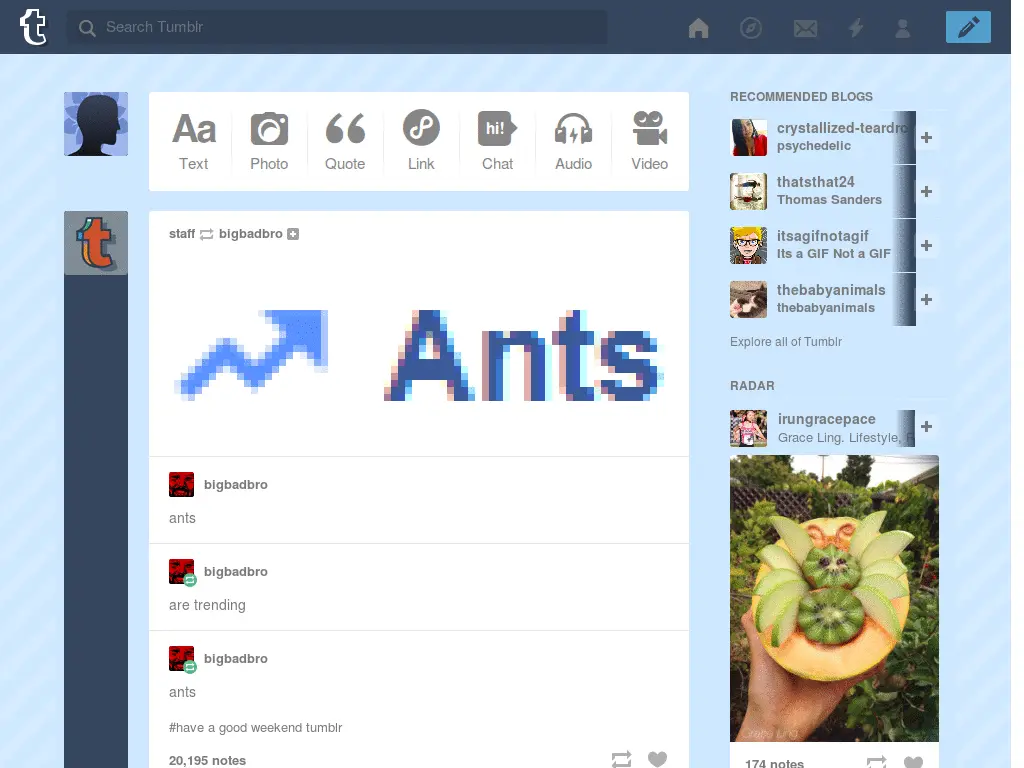 t
Search Tumblr
Aa
hi!
Text
Photo
Quote
Link
Chat
Audio
Video
t
staff bigbadbro
Ants
bigbadbro
ants
bigbadbro
are trending
bigbadbro
ants
#have a good weekend tumblr
20,195 notes
RECOMMENDED BLOGS
crystallized-teardro
psychedelic
thatsthat24
Thomas Sanders
itsagifnotagif
Its a GIF Not a GIF
thebabyanimals
thebabyanimals
Explore all of Tumblr
RADAR
irungracepace
Grace Ling. Lifestyle, F
Grace Ling
174 notes